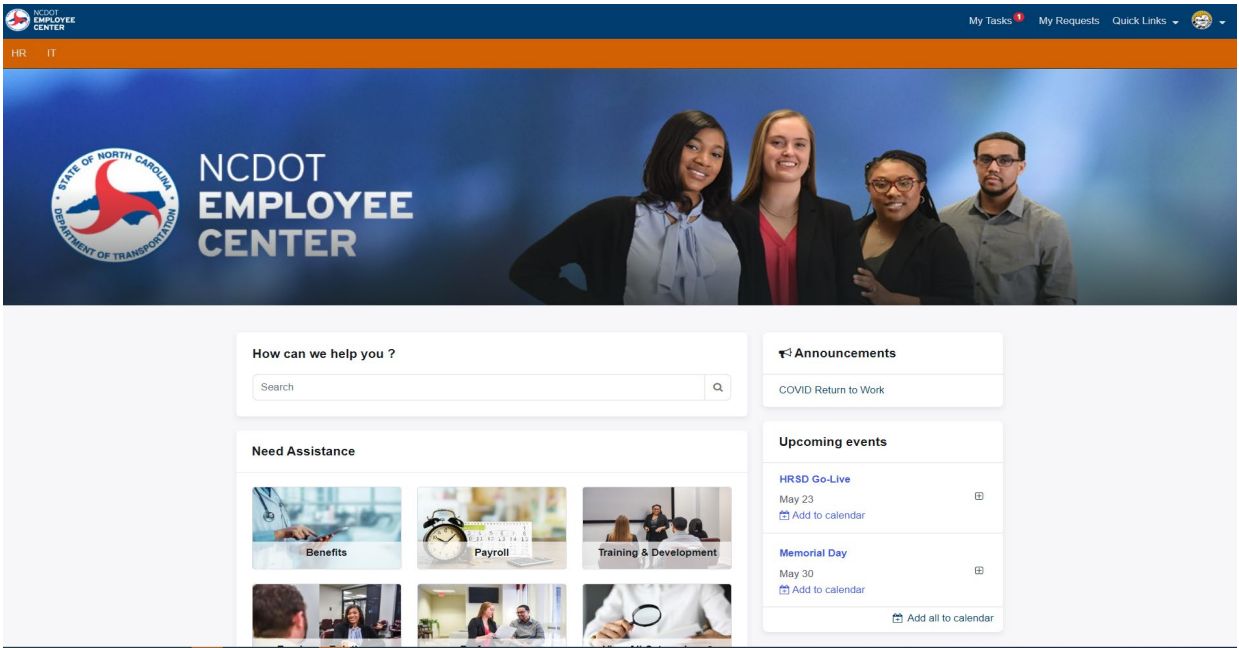 NCDOT
EMPLOYEE
CENTER
My Tasks 1 My Requests Quick Links
HR IT
STATE OF NORTH CAROLINA
DEPARTMENT OF TRANSPORTATION
NCDOT
EMPLOYEE
CENTER
How can we help you ?
Search
Announcements
COVID Return to Work
Need Assistance
Upcoming events
HRSD Go-Live
May 23
Add to calendar
Benefits Payroll Training & Development
Memorial Day
May 30
Add to calendar
Add all to calendar